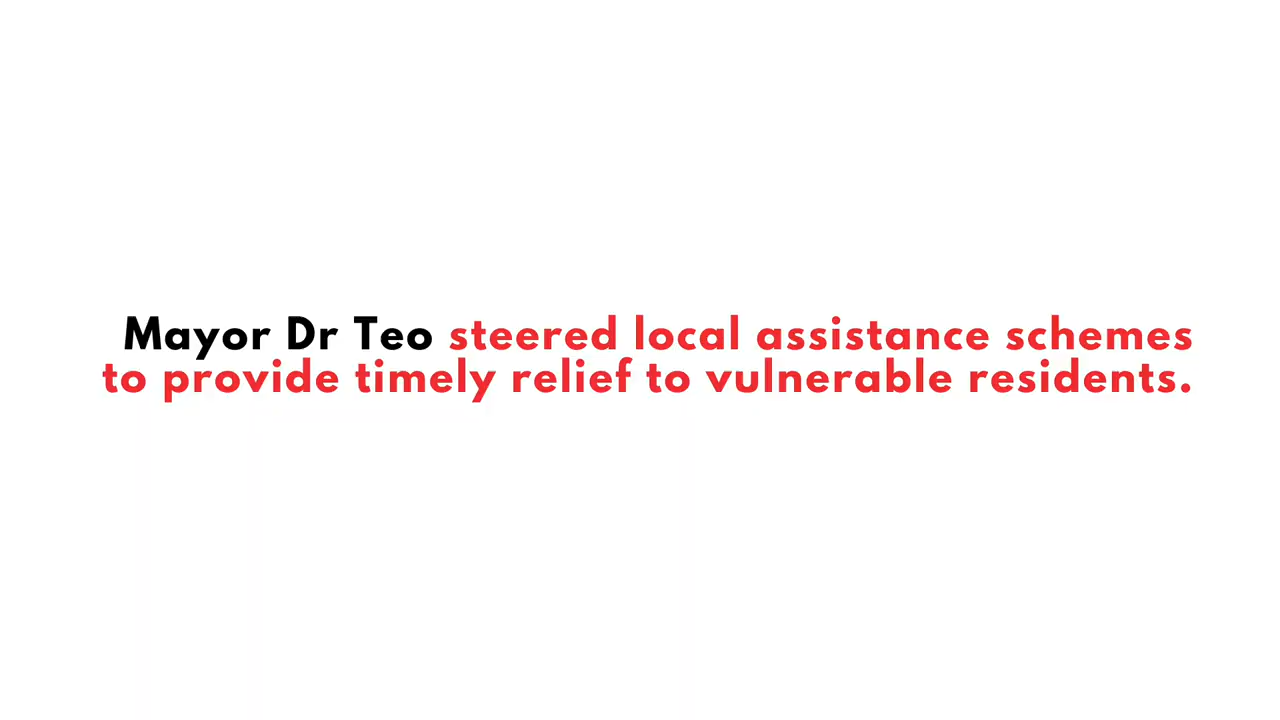 Mayor Dr Teo steered local assistance schemes
to provide timely relief to vulnerable residents.